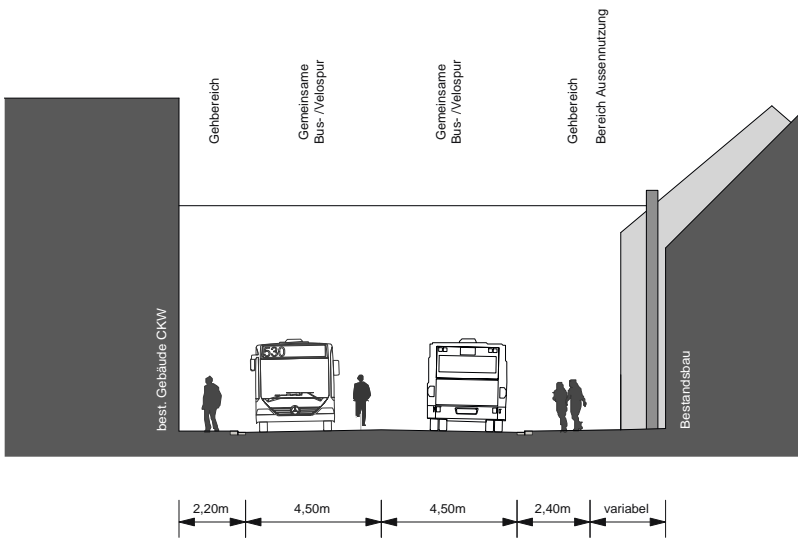 Gehbereich
Gemeinsame
Bus- /Velospur
Gemeinsame
Bus- /Velospur
Gehbereich
Bereich Aussennutzung
best. Gebäude CKW
530
Bestandsbau
2,20m
4,50m
4,50m
2,40m
variabel